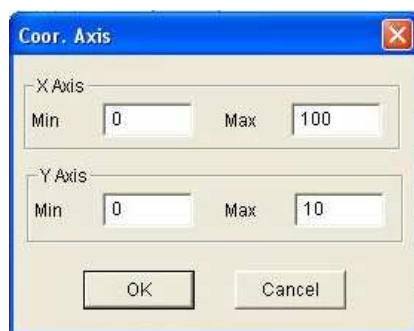 Coor. Axis
X Axis
Min 0 Max 100
Y Axis
Min 0 Max 10
OK Cancel